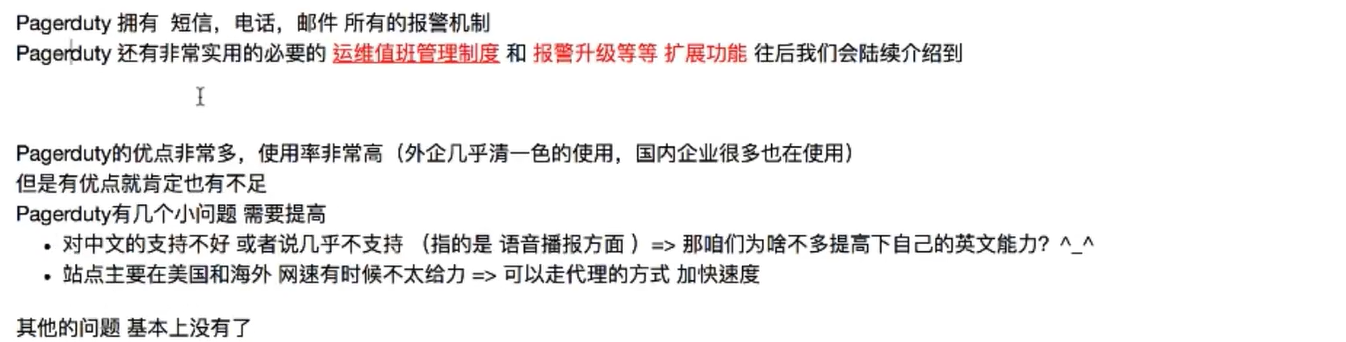 Pagerduty 拥有  短信，电话，邮件 所有的报警机制
Pagerduty 还有非常实用的必要的 运维值班管理制度 和 报警升级等等 扩展功能 往后我们会陆续介绍到
Pagerduty的优点非常多，使用率非常高（外企几乎清一色的使用，国内企业很多也在使用）
但是有优点就肯定也有不足
Pagerduty有几个小问题 需要提高
• 对中文的支持不好 或者说几乎不支持 （指的是 语音播报方面 ）=> 那咱们为啥不多提高下自己的英文能力？^_^
• 站点主要在美国和海外 网速有时候不太给力 => 可以走代理的方式 加快速度
其他的问题 基本上没有了